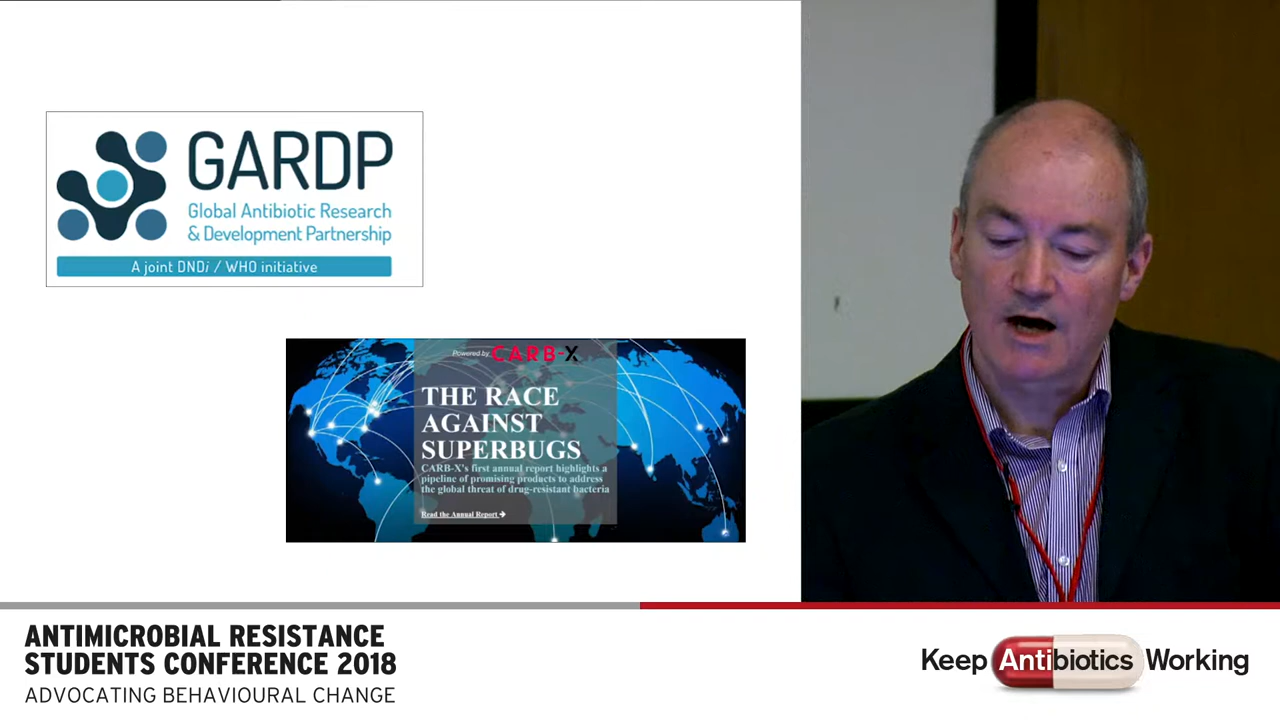 GARDP
Global Antibiotic Research
& Development Partnership
A joint DNDi / WHO initiative
Powered by CARB-X
THE RACE
AGAINST
SUPERBUGS
CARB-X's first annual report highlights a
pipeline of promising products to address
the global threat of drug-resistant bacteria
Read the Annual Report →
ANTIMICROBIAL RESISTANCE
STUDENTS CONFERENCE 2018
ADVOCATING BEHAVIOURAL CHANGE
Keep Antibiotics Working